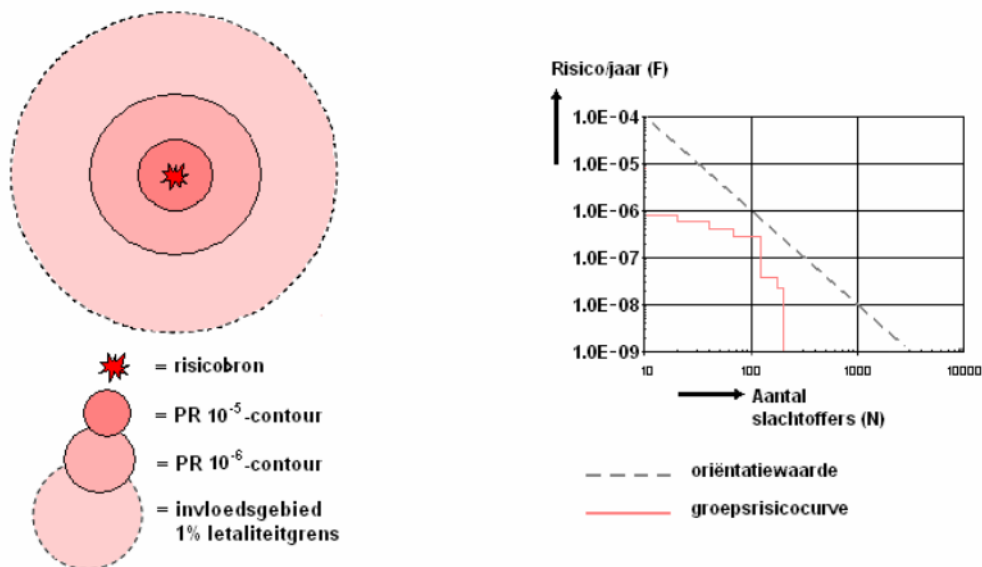 = risicobron
= PR 10-5-contour
= PR 10-6-contour
= invloedsgebied
1% letaliteitgrens
Risico/jaar (F)
1.0E-04
1.0E-05
1.0E-06
1.0E-07
1.0E-08
1.0E-09
10
100
1000
10000
Aantal
slachtoffers (N)
oriëntatiewaarde
groepsrisicocurve